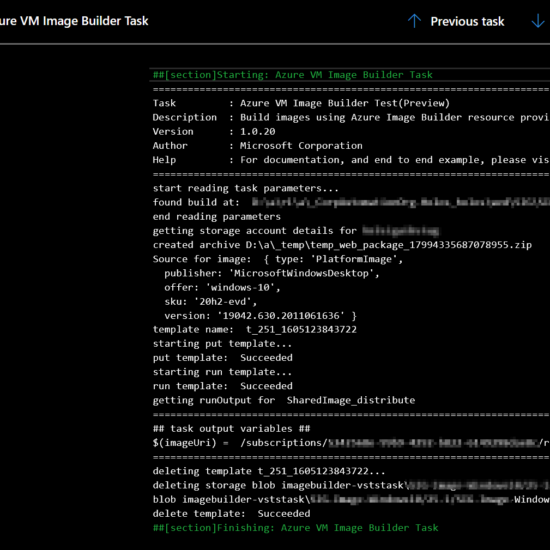 ure VM Image Builder Task
Previous task
##[section]Starting: Azure VM Image Builder Task
==============================================================================
Task         : Azure VM Image Builder Test(Preview)
Description  : Build images using Azure Image Builder resource provi
Version      : 1.0.20
Author       : Microsoft Corporation
Help         : For documentation, and end to end example, please vis
==============================================================================
start reading task parameters...
found build at:
end reading parameters
getting storage account details for
created archive D:\a\_temp\temp_web_package_17994335687078955.zip
Source for image:  { type: 'PlatformImage',
  publisher: 'MicrosoftWindowsDesktop',
  offer: 'windows-10',
  sku: '20h2-evd',
  version: '19042.630.2011061636' }
template name:  t_251_1605123843722
starting put template...
put template:  Succeeded
starting run template...
run template:  Succeeded
getting runOutput for  SharedImage_distribute
==============================================================================
## task output variables ##
$(imageUri) =  /subscriptions/
==============================================================================
deleting template t_251_1605123843722...
deleting storage blob imagebuilder-vststask\
blob imagebuilder-vststask\
delete template:  Succeeded
##[section]Finishing: Azure VM Image Builder Task